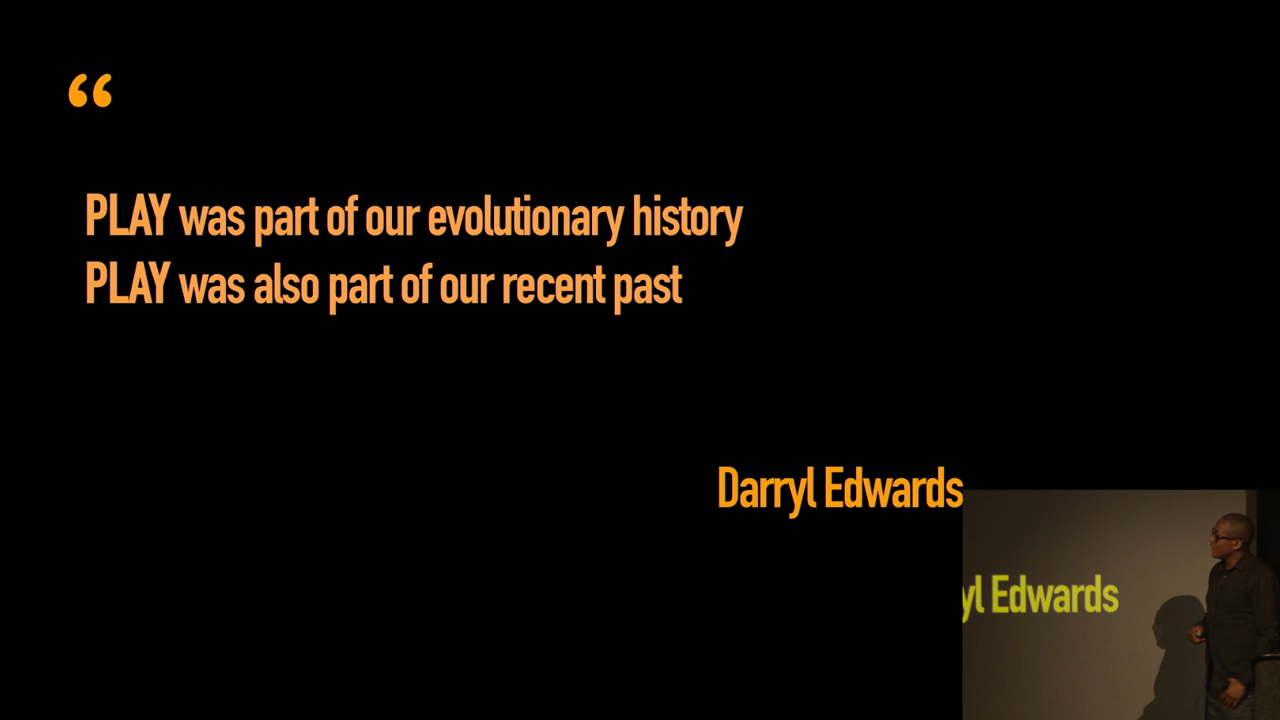 “
PLAY was part of our evolutionary history
PLAY was also part of our recent past
Darryl Edwards
yl Edwards